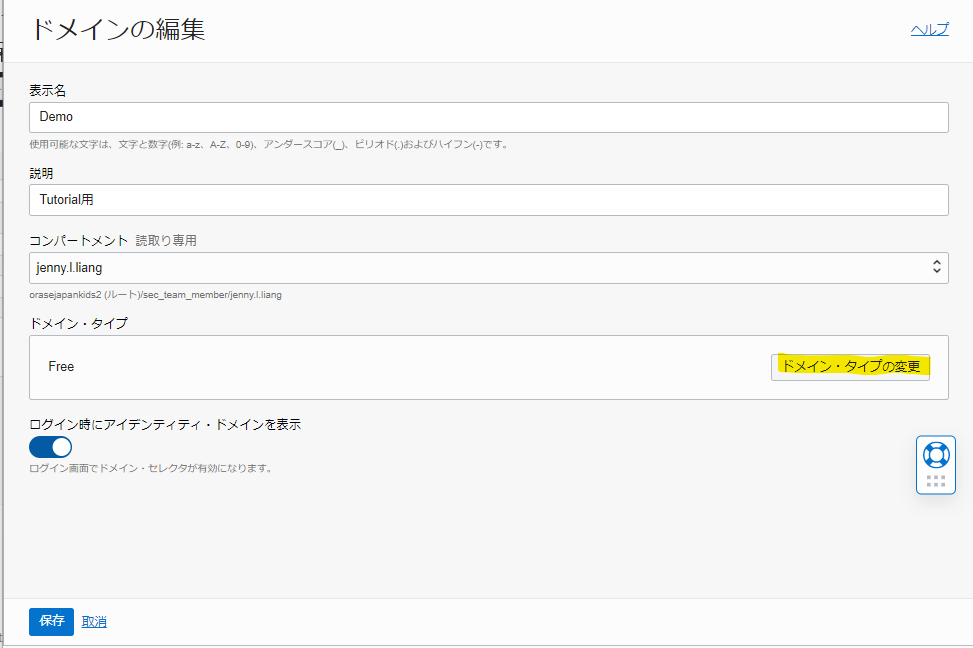 ドメインの編集
ヘルプ
表示名
Demo
使用可能な文字は、文字と数字(例: a-z、A-Z、0-9)、アンダースコア(_)、ピリオド(.)およびハイフン(-)です。
説明
Tutorial用
コンパートメント 読取り専用
jenny.l.liang
orasejapankids2 (ルート)/sec_team_member/jenny.l.liang
ドメイン・タイプ
Free
ドメイン・タイプの変更
ログイン時にアイデンティティ・ドメインを表示
ログイン画面でドメイン・セレクタが有効になります。
保存
取消